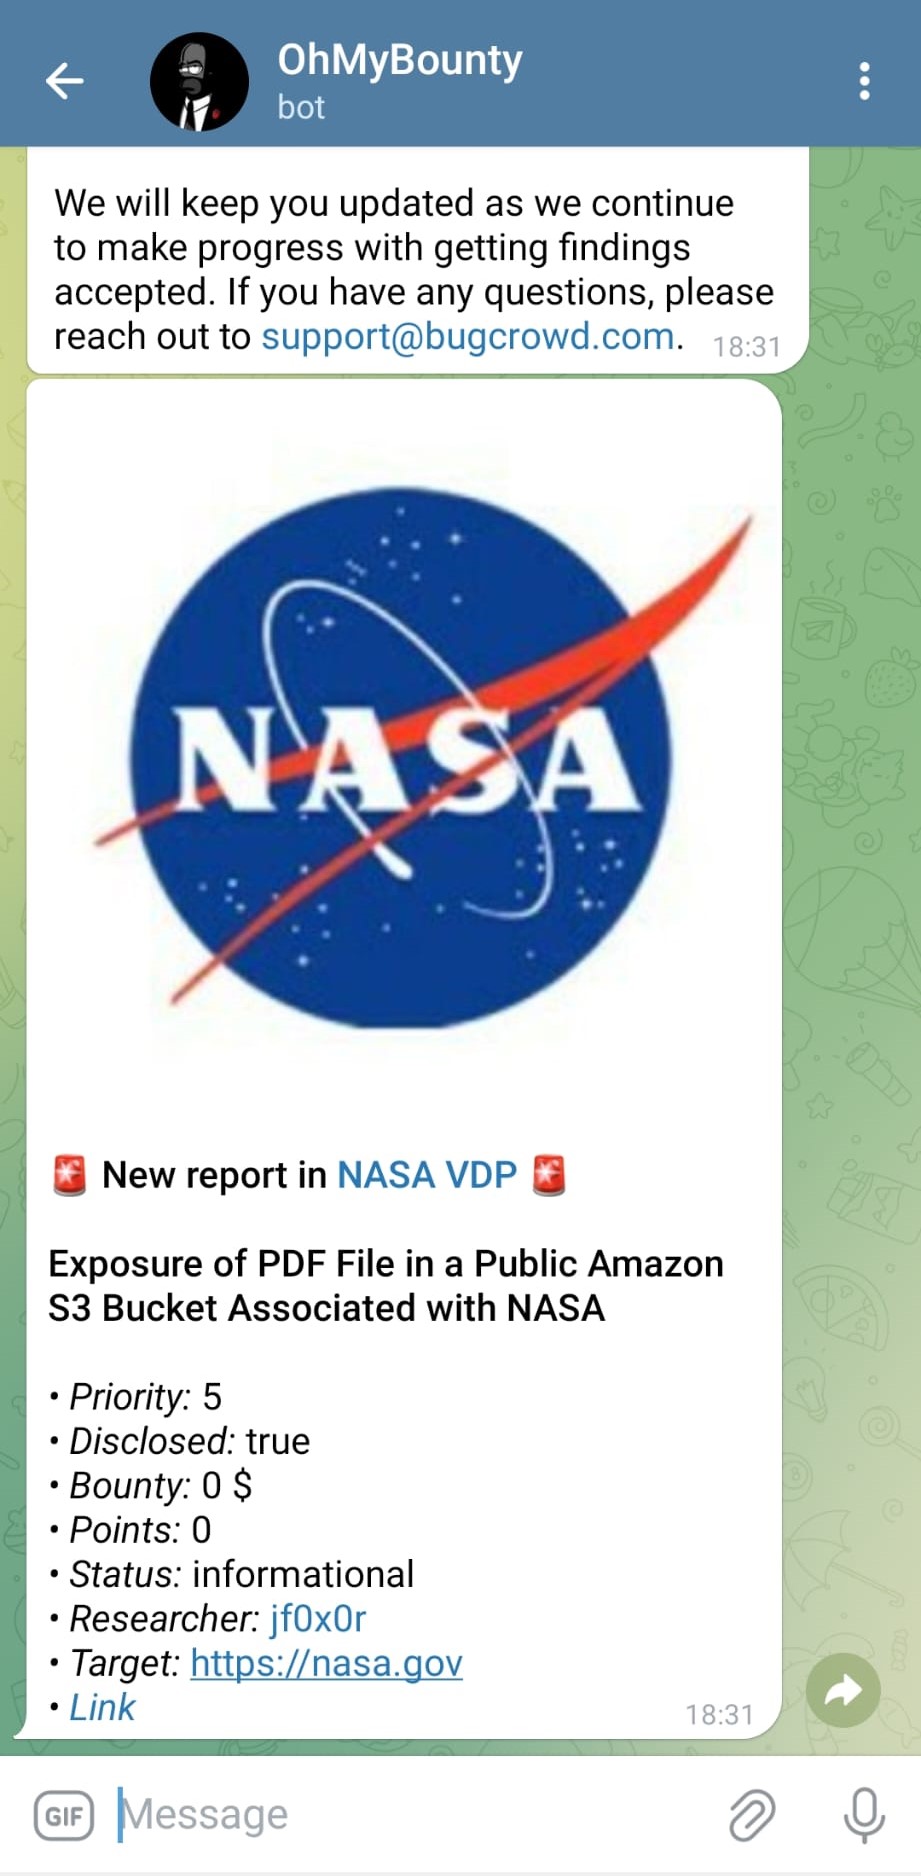 OhMyBounty
bot
We will keep you updated as we continue
to make progress with getting findings
accepted. If you have any questions, please
reach out to support@bugcrowd.com. 18:31
NASA
🚨 New report in NASA VDP 🚨
Exposure of PDF File in a Public Amazon
S3 Bucket Associated with NASA
• Priority: 5
• Disclosed: true
• Bounty: 0 $
• Points: 0
• Status: informational
• Researcher: jf0x0r
• Target: https://nasa.gov
• Link 18:31
GIF Message